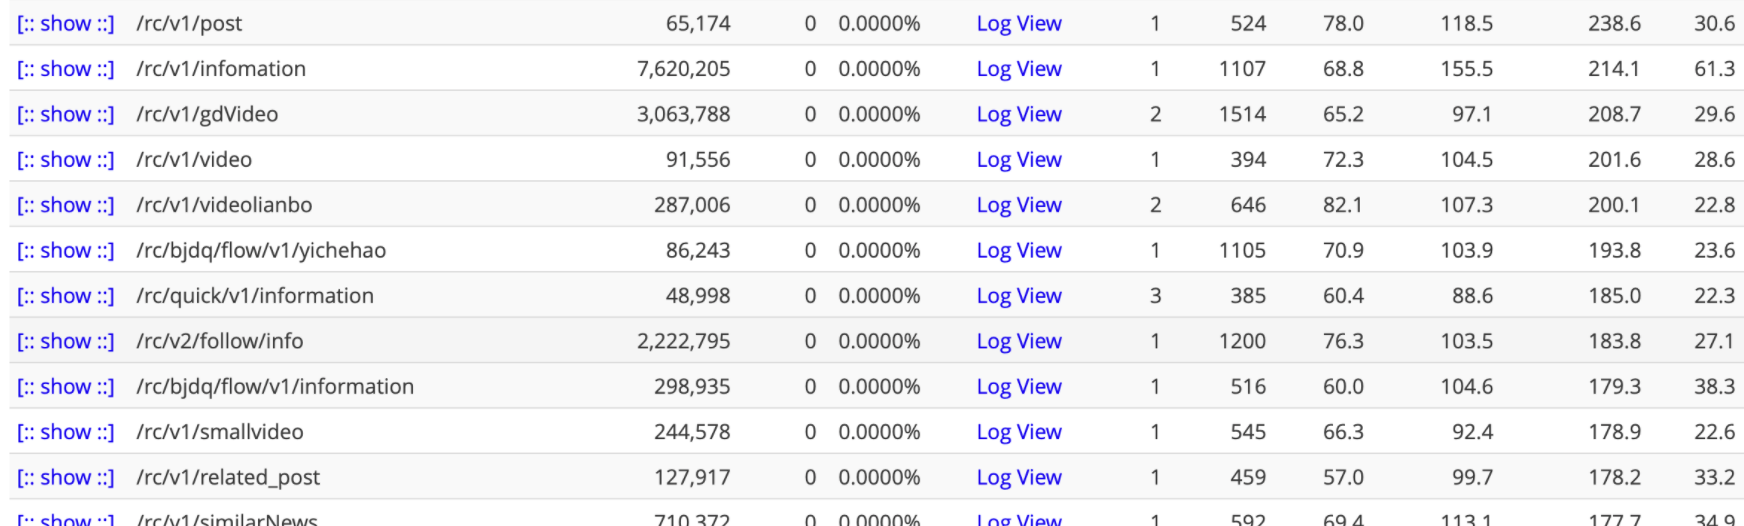 [:: show ::] /rc/v1/post 65,174 0 0.0000% Log View 1 524 78.0 118.5 238.6 30.6
[:: show ::] /rc/v1/infomation 7,620,205 0 0.0000% Log View 1 1107 68.8 155.5 214.1 61.3
[:: show ::] /rc/v1/gdVideo 3,063,788 0 0.0000% Log View 2 1514 65.2 97.1 208.7 29.6
[:: show ::] /rc/v1/video 91,556 0 0.0000% Log View 1 394 72.3 104.5 201.6 28.6
[:: show ::] /rc/v1/videolianbo 287,006 0 0.0000% Log View 2 646 82.1 107.3 200.1 22.8
[:: show ::] /rc/bjdq/flow/v1/yichehao 86,243 0 0.0000% Log View 1 1105 70.9 103.9 193.8 23.6
[:: show ::] /rc/quick/v1/information 48,998 0 0.0000% Log View 3 385 60.4 88.6 185.0 22.3
[:: show ::] /rc/v2/follow/info 2,222,795 0 0.0000% Log View 1 1200 76.3 103.5 183.8 27.1
[:: show ::] /rc/bjdq/flow/v1/information 298,935 0 0.0000% Log View 1 516 60.0 104.6 179.3 38.3
[:: show ::] /rc/v1/smallvideo 244,578 0 0.0000% Log View 1 545 66.3 92.4 178.9 22.6
[:: show ::] /rc/v1/related_post 127,917 0 0.0000% Log View 1 459 57.0 99.7 178.2 33.2
[:: show ::] /rc/v1/similarNews 710,372 0 0.0000% Log View 1 592 69.4 113.1 177.7 34.9